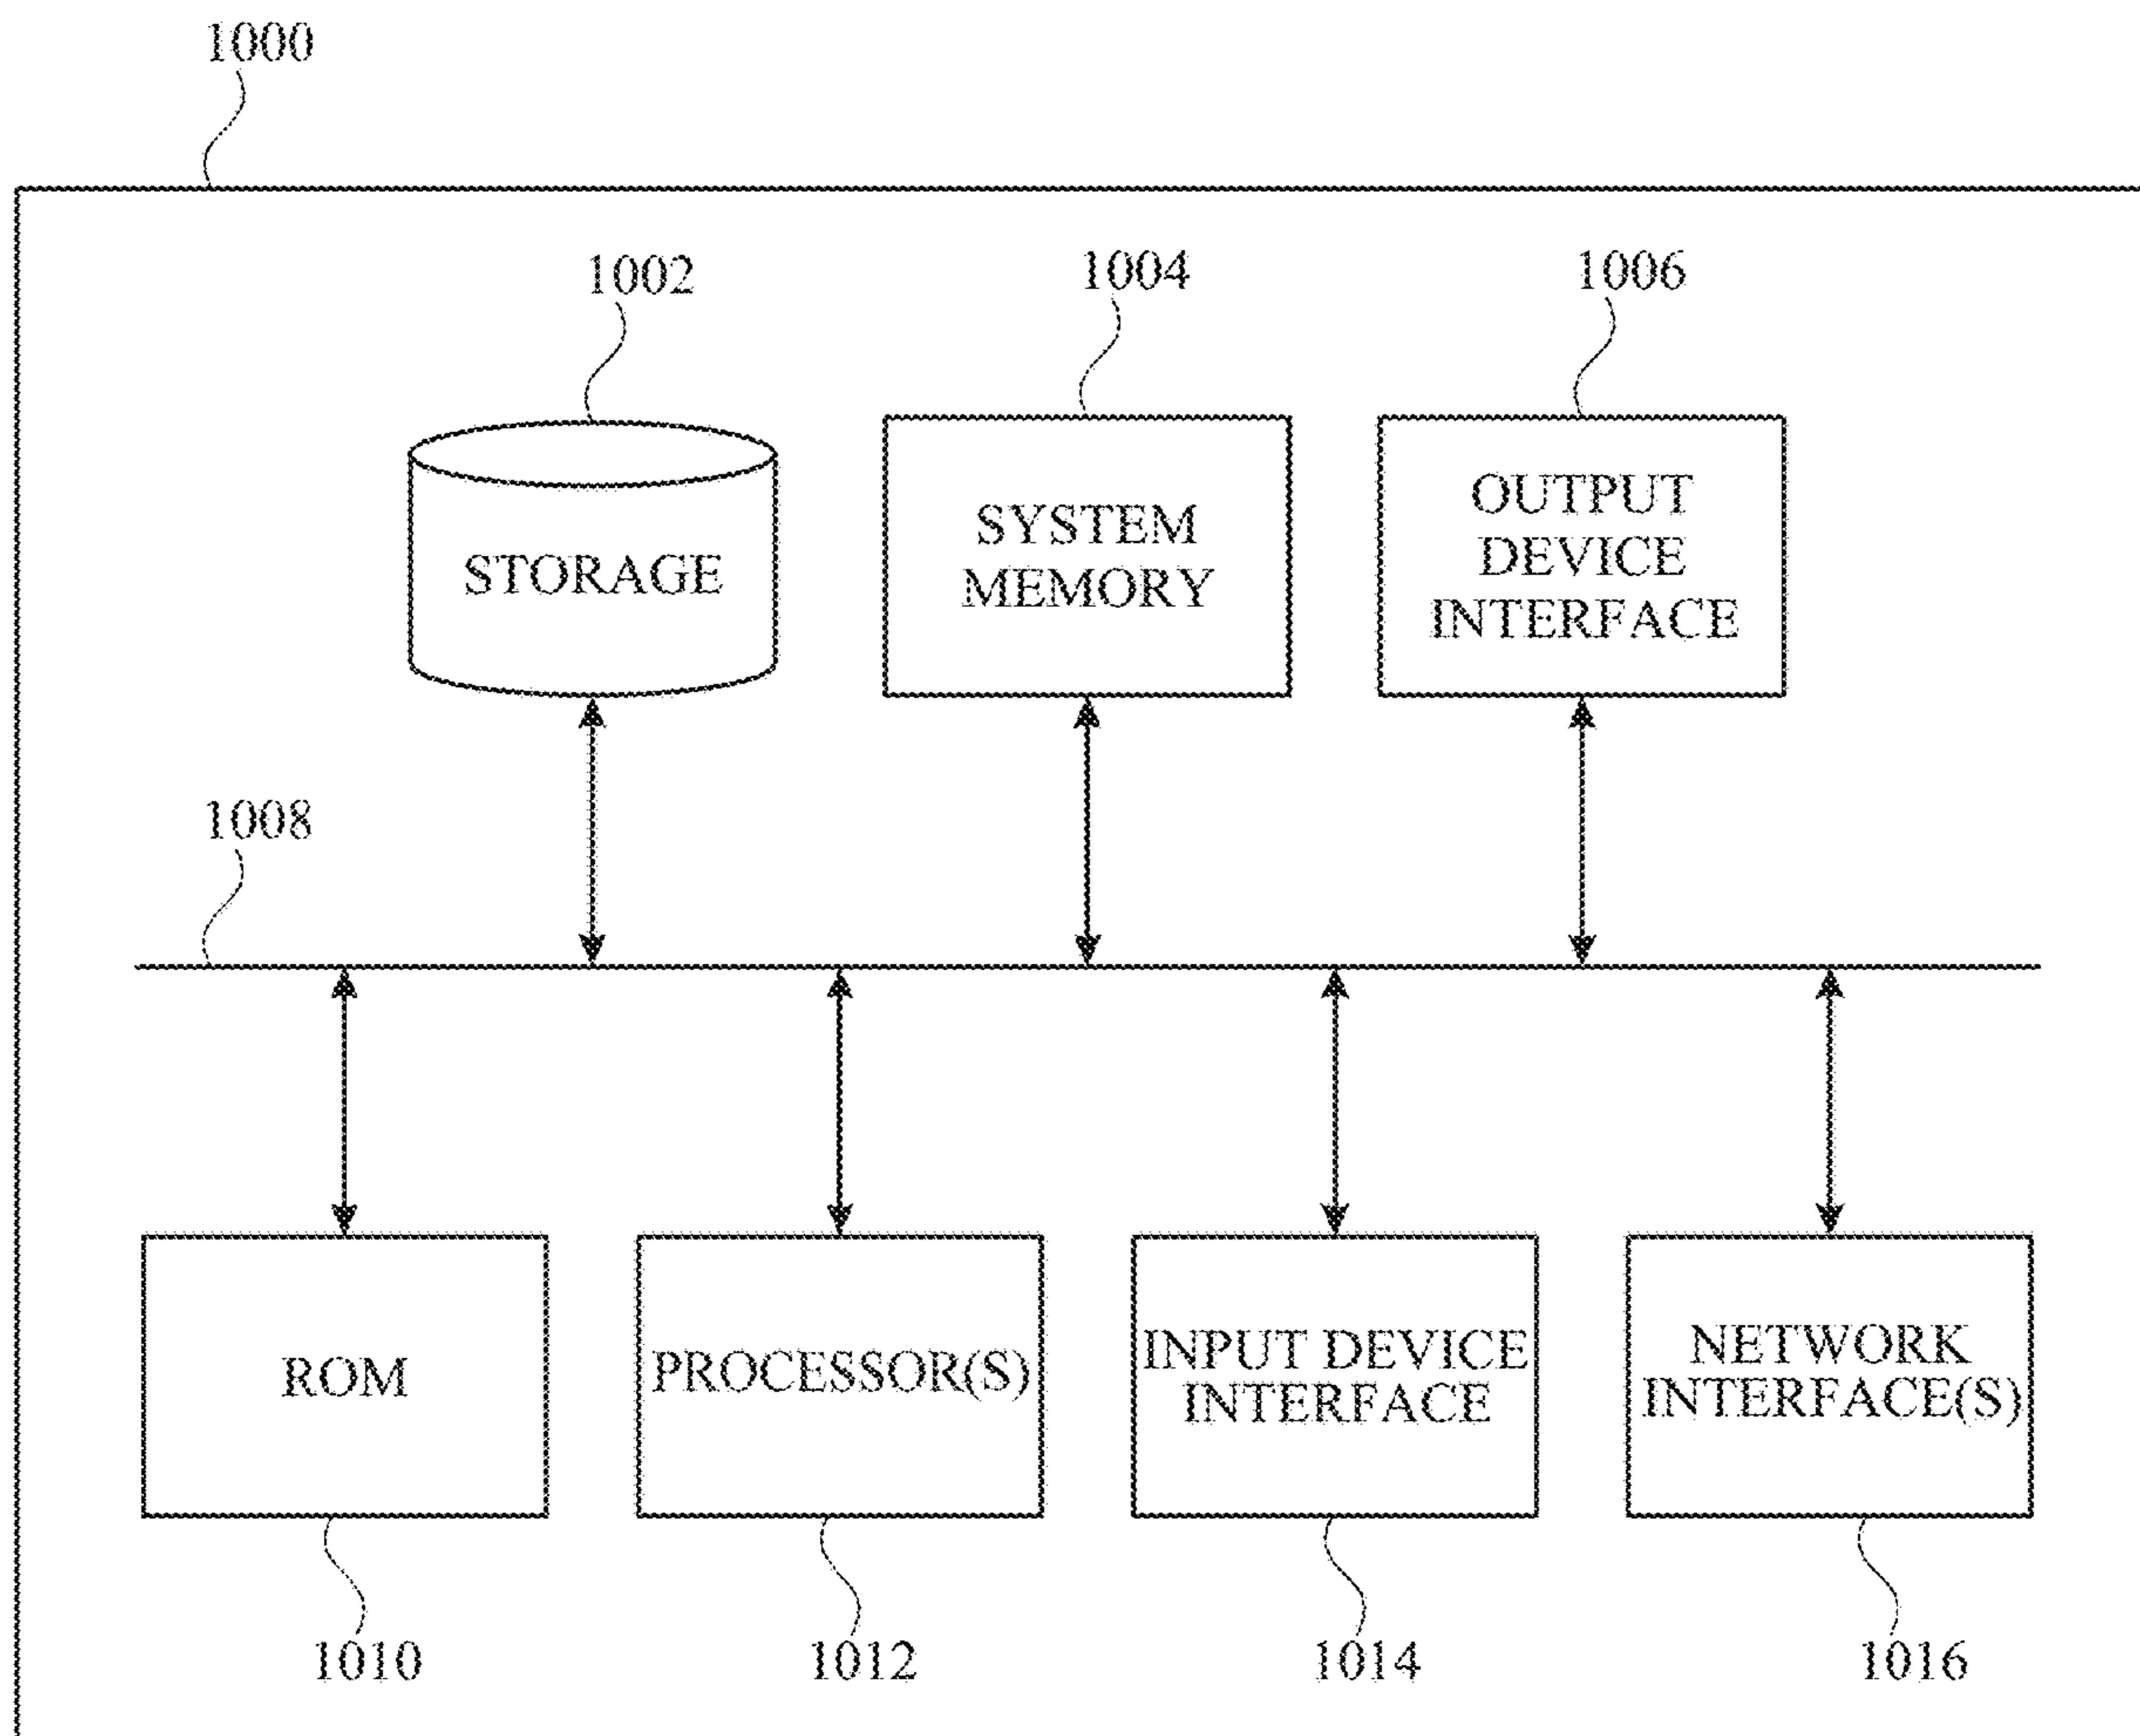 1000
1002
1004
1006
STORAGE
SYSTEM
MEMORY
OUTPUT
DEVICE
INTERFACE
1008
ROM
PROCESSOR(S)
INPUT DEVICE
INTERFACE
NETWORK
INTERFACE(S)
1010
1012
1014
1016